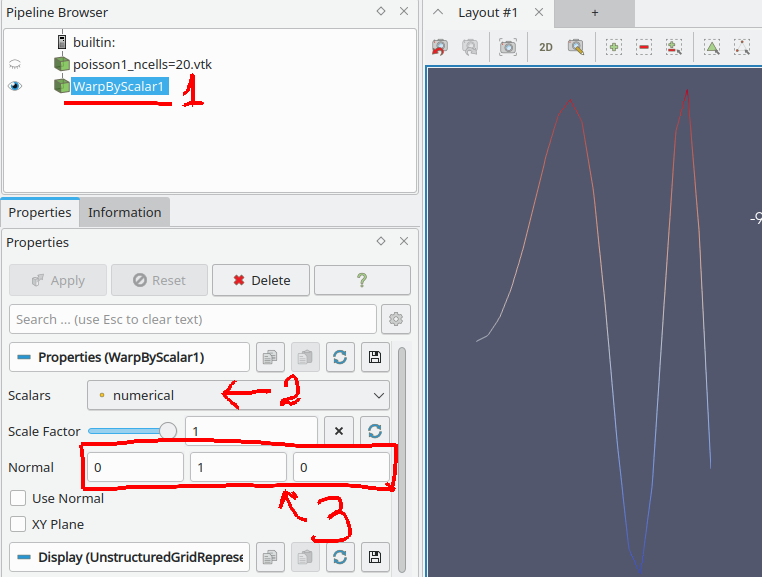 Pipeline Browser
builtin:
poisson1_ncells=20.vtk
WarpByScalar1
1
Properties
Information
Properties
Apply
Reset
Delete
?
Search ... (use Esc to clear text)
Properties (WarpByScalar1)
Scalars
numerical
2
Scale Factor
1
Normal
0
1
0
3
Use Normal
XY Plane
Display (UnstructuredGridReprese
Layout #1
+
2D
-9